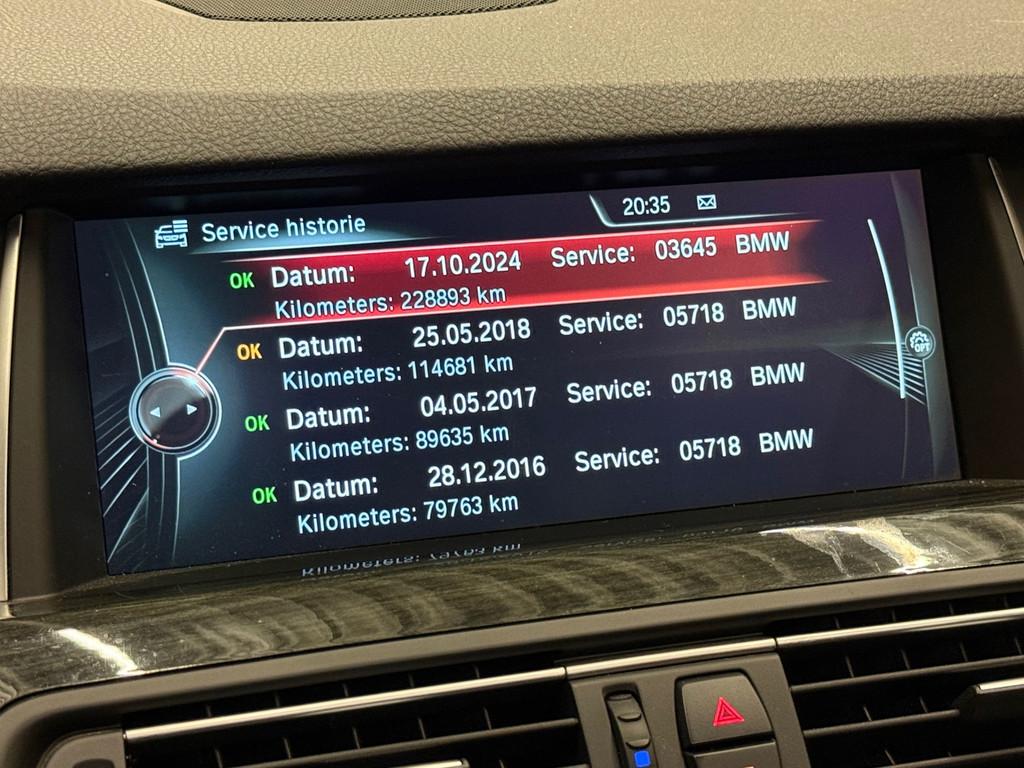 Service historie
20:35
OK Datum: 17.10.2024 Service: 03645 BMW
Kilometers: 228893 km
OK Datum: 25.05.2018 Service: 05718 BMW
Kilometers: 114681 km
OK Datum: 04.05.2017 Service: 05718 BMW
Kilometers: 89635 km
OK Datum: 28.12.2016 Service: 05718 BMW
Kilometers: 79763 km
OPT